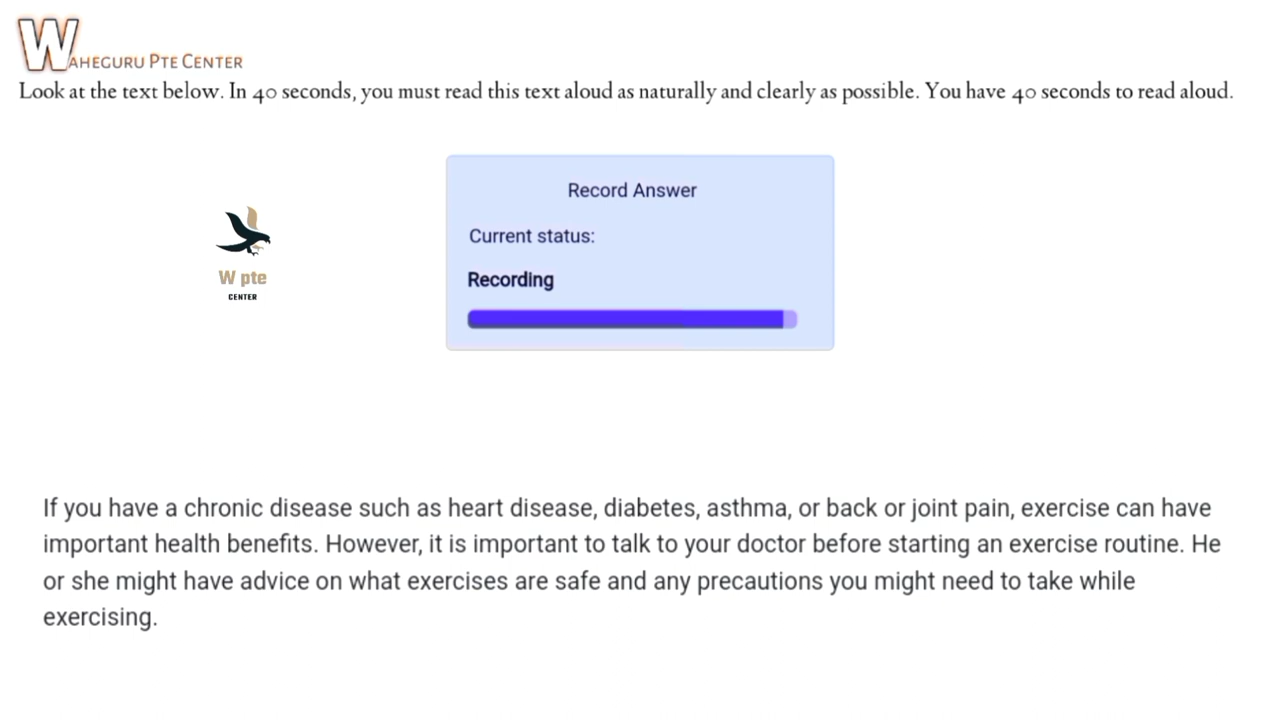 WAHEGURU PTE CENTER
Look at the text below. In 40 seconds, you must read this text aloud as naturally and clearly as possible. You have 40 seconds to read aloud.
Record Answer
Current status:
Recording
W pte
CENTER
If you have a chronic disease such as heart disease, diabetes, asthma, or back or joint pain, exercise can have
important health benefits. However, it is important to talk to your doctor before starting an exercise routine. He
or she might have advice on what exercises are safe and any precautions you might need to take while
exercising.